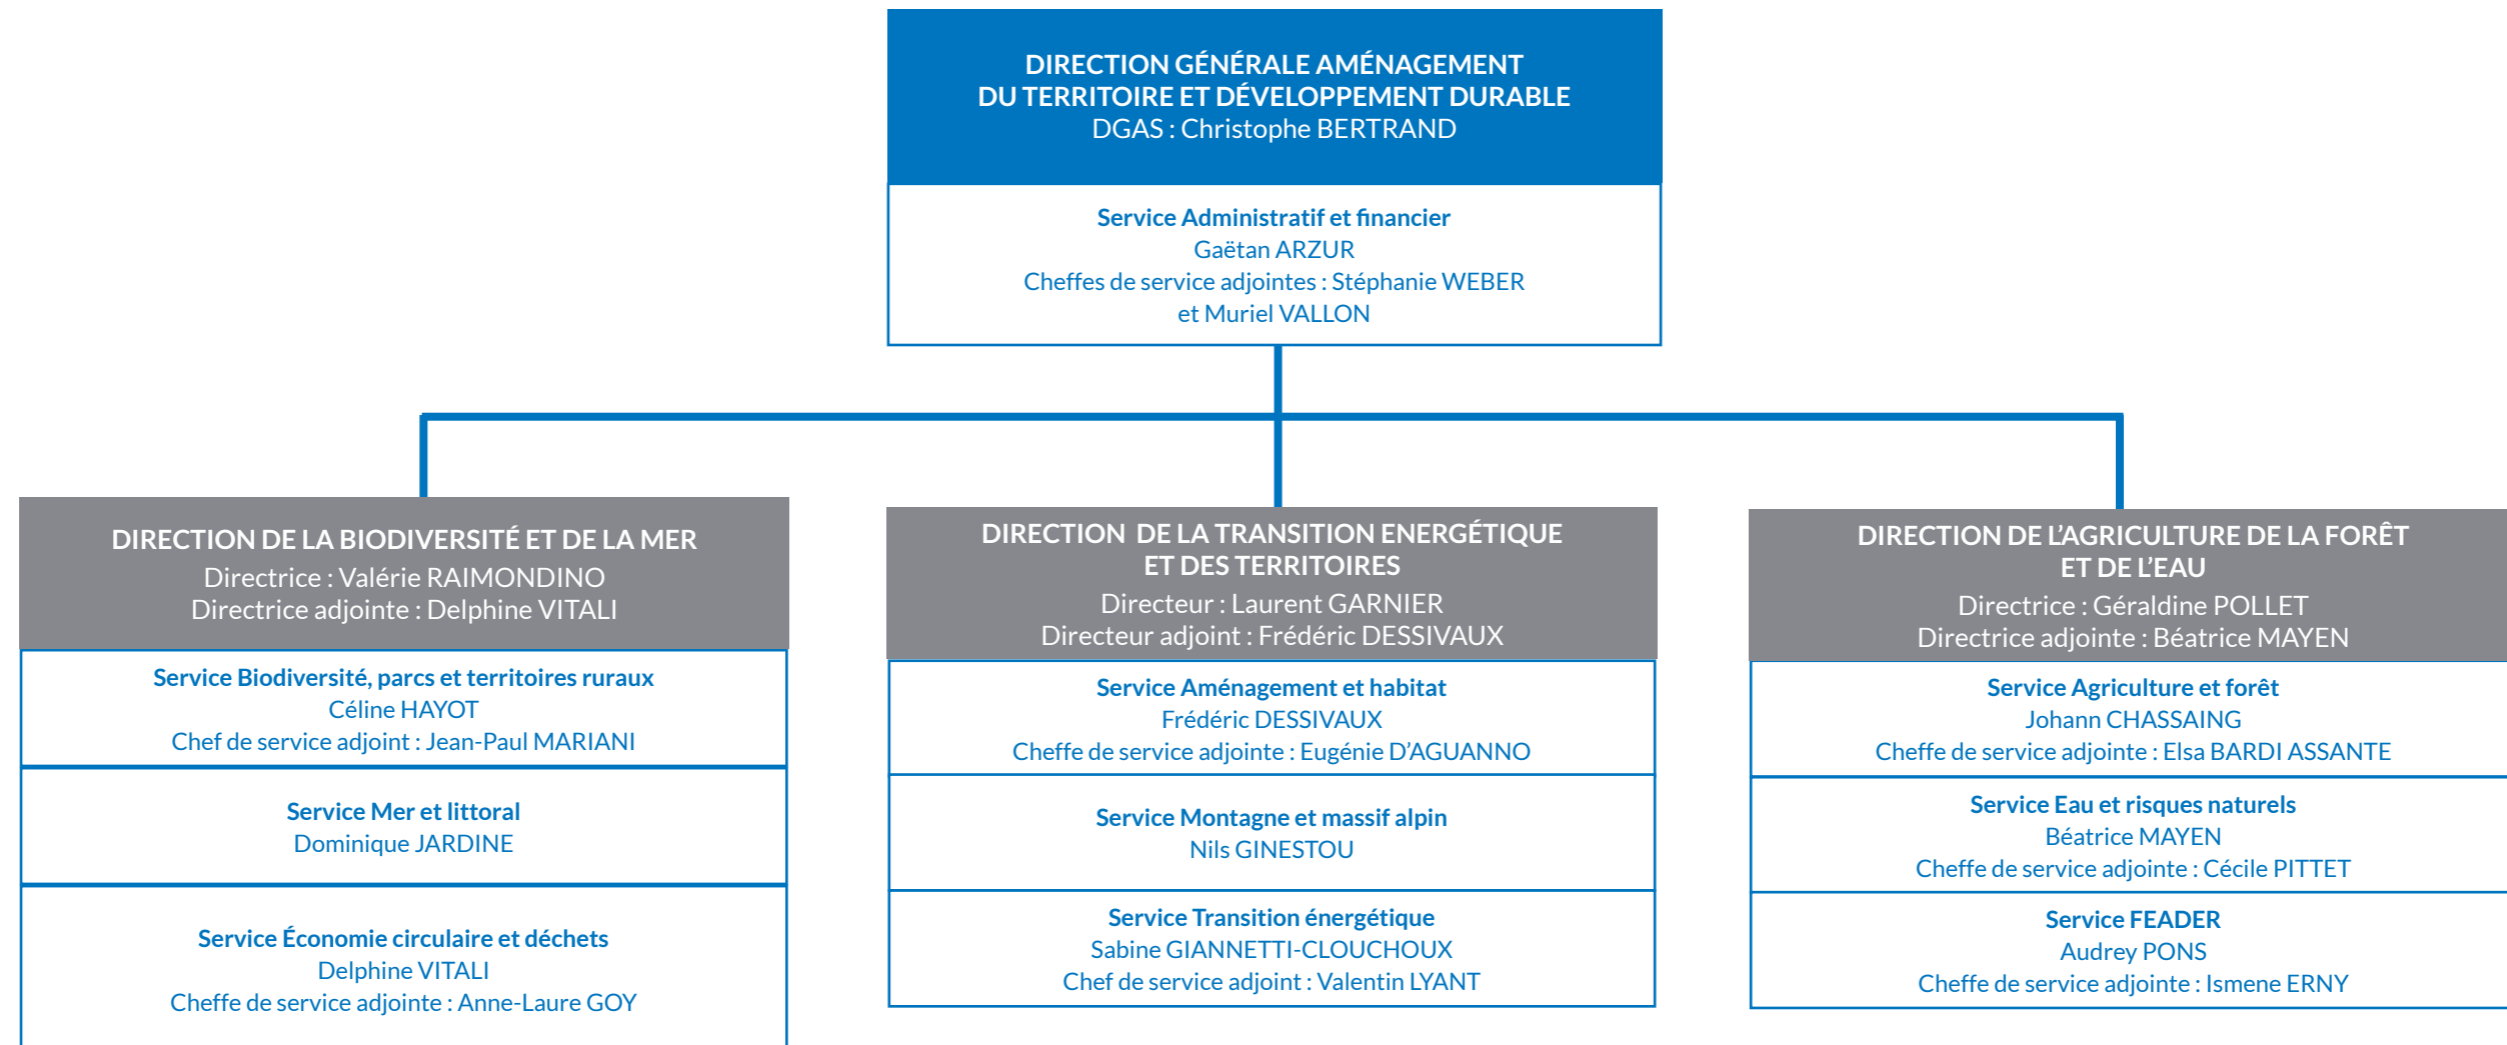 DIRECTION GÉNÉRALE AMÉNAGEMENT
DU TERRITOIRE ET DÉVELOPPEMENT DURABLE
DGAS : Christophe BERTRAND
Service Administratif et financier
Gaëtan ARZUR
Cheffes de service adjointes : Stéphanie WEBER
et Muriel VALLON
DIRECTION DE LA BIODIVERSITÉ ET DE LA MER
Directrice : Valérie RAIMONDINO
Directrice adjointe : Delphine VITALI
Service Biodiversité, parcs et territoires ruraux
Céline HAYOT
Chef de service adjoint : Jean-Paul MARIANI
Service Mer et littoral
Dominique JARDINE
Service Économie circulaire et déchets
Delphine VITALI
Cheffe de service adjointe : Anne-Laure GOY
DIRECTION DE LA TRANSITION ENERGÉTIQUE
ET DES TERRITOIRES
Directeur : Laurent GARNIER
Directeur adjoint : Frédéric DESSIVAUX
Service Aménagement et habitat
Frédéric DESSIVAUX
Cheffe de service adjointe : Eugénie D'AGUANNO
Service Montagne et massif alpin
Nils GINESTOU
Service Transition énergétique
Sabine GIANNETTI-CLOUCHOUX
Chef de service adjoint : Valentin LYANT
DIRECTION DE L'AGRICULTURE DE LA FORÊT
ET DE L'EAU
Directrice : Géraldine POLLET
Directrice adjointe : Béatrice MAYEN
Service Agriculture et forêt
Johann CHASSAING
Cheffe de service adjointe : Elsa BARDI ASSANTE
Service Eau et risques naturels
Béatrice MAYEN
Cheffe de service adjointe : Cécile PITTET
Service FEADER
Audrey PONS
Cheffe de service adjointe : Ismene ERNY